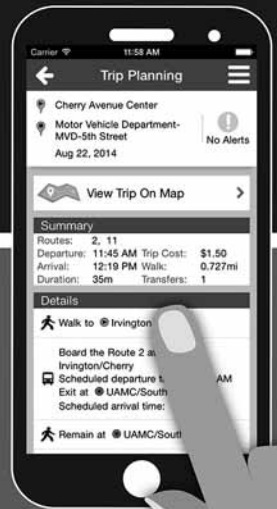 Carrier 11:58 AM
Trip Planning
Cherry Avenue Center
Motor Vehicle Department-
MVD-5th Street
Aug 22, 2014
No Alerts
View Trip On Map
Summary
Routes: 2, 11
Departure: 11:45 AM Trip Cost: $1.50
Arrival: 12:19 PM Walk: 0.727mi
Duration: 35m Transfers: 1
Details
Walk to Irvington
Board the Route 2
Irvington/Cherry
Scheduled departure AM
Exit at UAMC/South
Scheduled arrival time:
Remain at UAMC/South